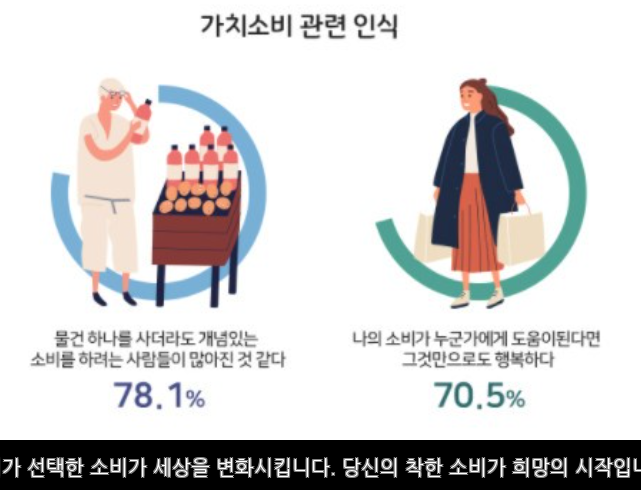 가치소비 관련 인식
물건 하나를 사더라도 개념있는
소비를 하려는 사람들이 많아진 것 같다
78.1%
나의 소비가 누군가에게 도움이된다면
그것만으로도 행복하다
70.5%
가 선택한 소비가 세상을 변화시킵니다. 당신의 착한 소비가 희망의 시작입니